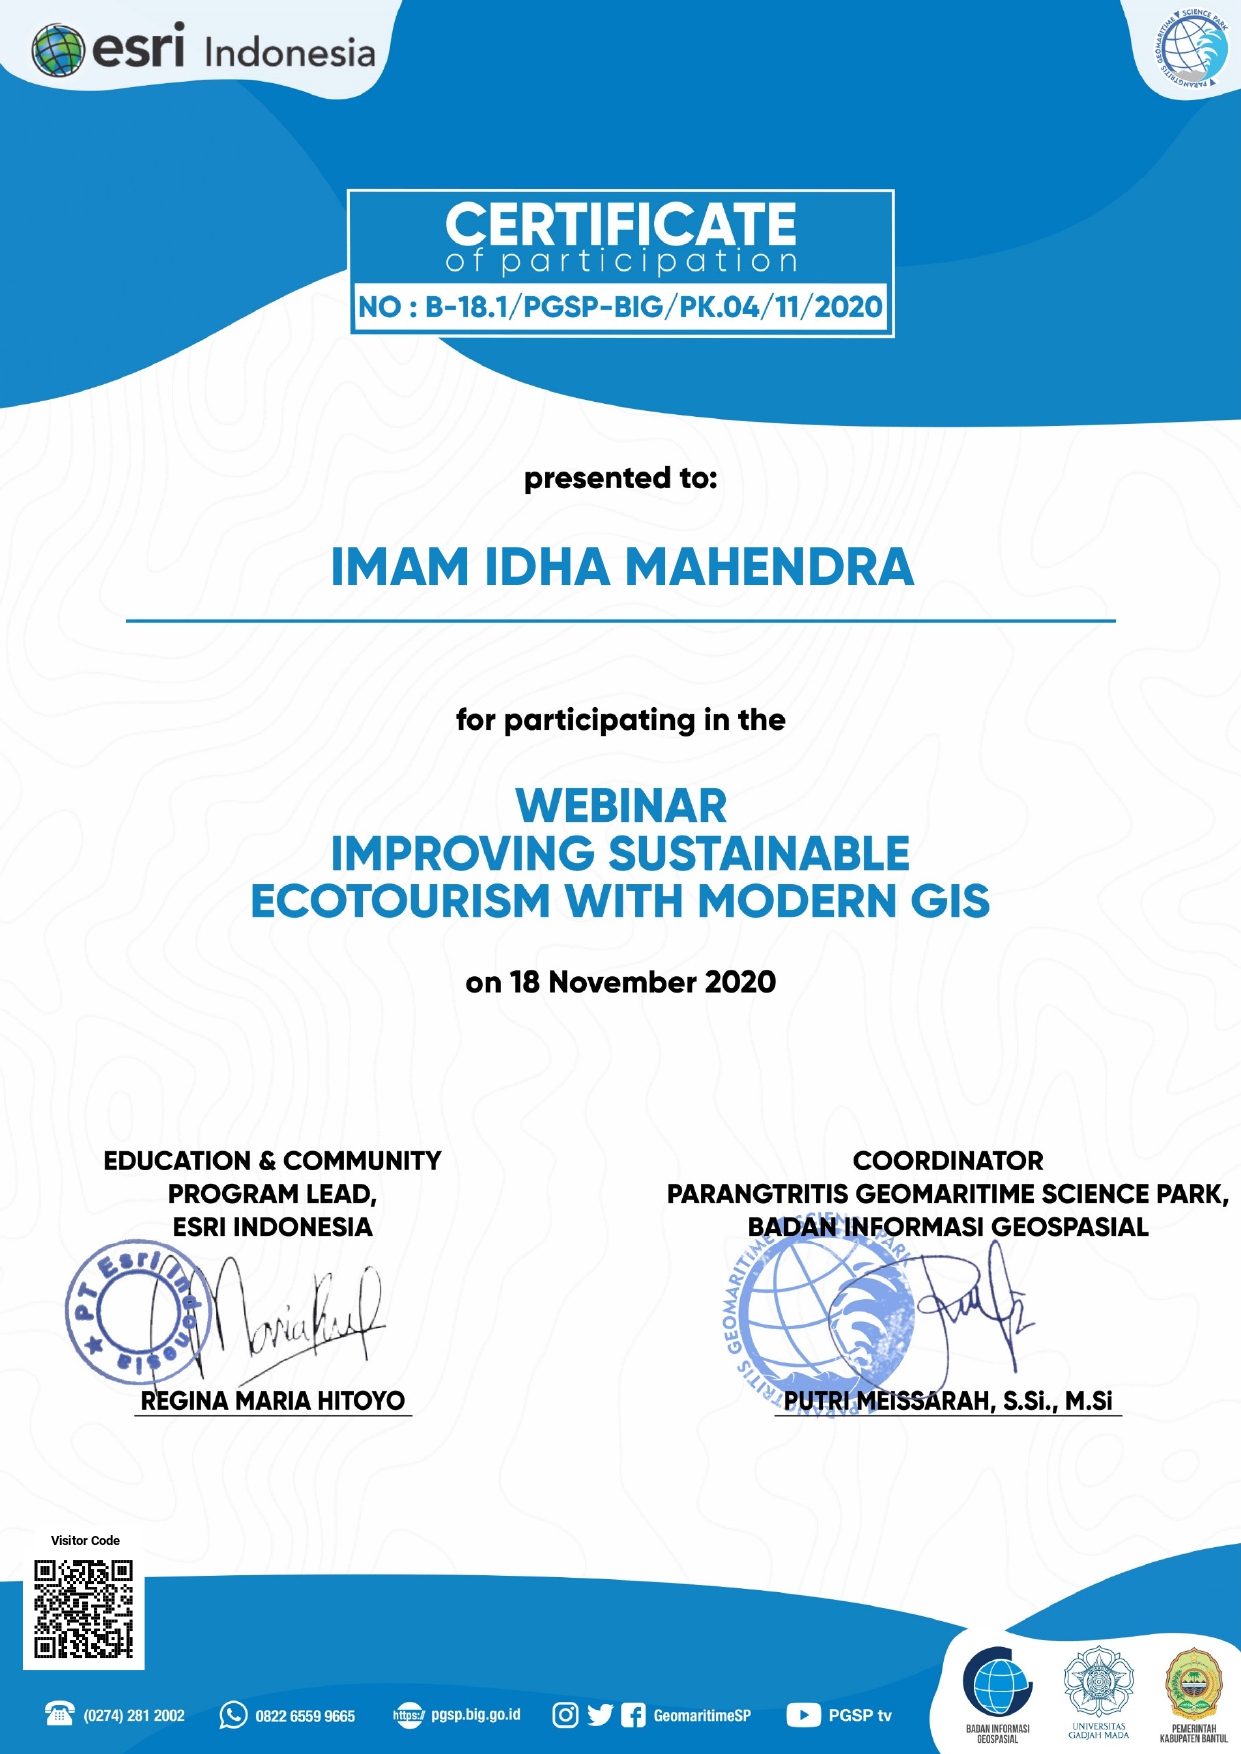 esri Indonesia
PARANGTRITIS GEOMARITIME SCIENCE PARK
CERTIFICATE
of participation
NO : B-18.1/PGSP-BIG/PK.04/11/2020
presented to:
IMAM IDHA MAHENDRA
for participating in the
WEBINAR
IMPROVING SUSTAINABLE
ECOTOURISM WITH MODERN GIS
on 18 November 2020
EDUCATION & COMMUNITY
PROGRAM LEAD,
ESRI INDONESIA
PT Esri Indonesia
REGINA MARIA HITOYO
COORDINATOR
PARANGTRITIS GEOMARITIME SCIENCE PARK,
BADAN INFORMASI GEOSPASIAL
PARANGTRITIS GEOMARITIME SCIENCE PARK
PUTRI MEISSARAH, S.Si., M.Si
Visitor Code
(0274) 281 2002
0822 6559 9665
https:/ pgsp.big.go.id
GeomaritimeSP
PGSP tv
BADAN INFORMASI
GEOSPASIAL
UNIVERSITAS
GADJAH MADA
PEMERINTAH
KABUPATEN BANTUL